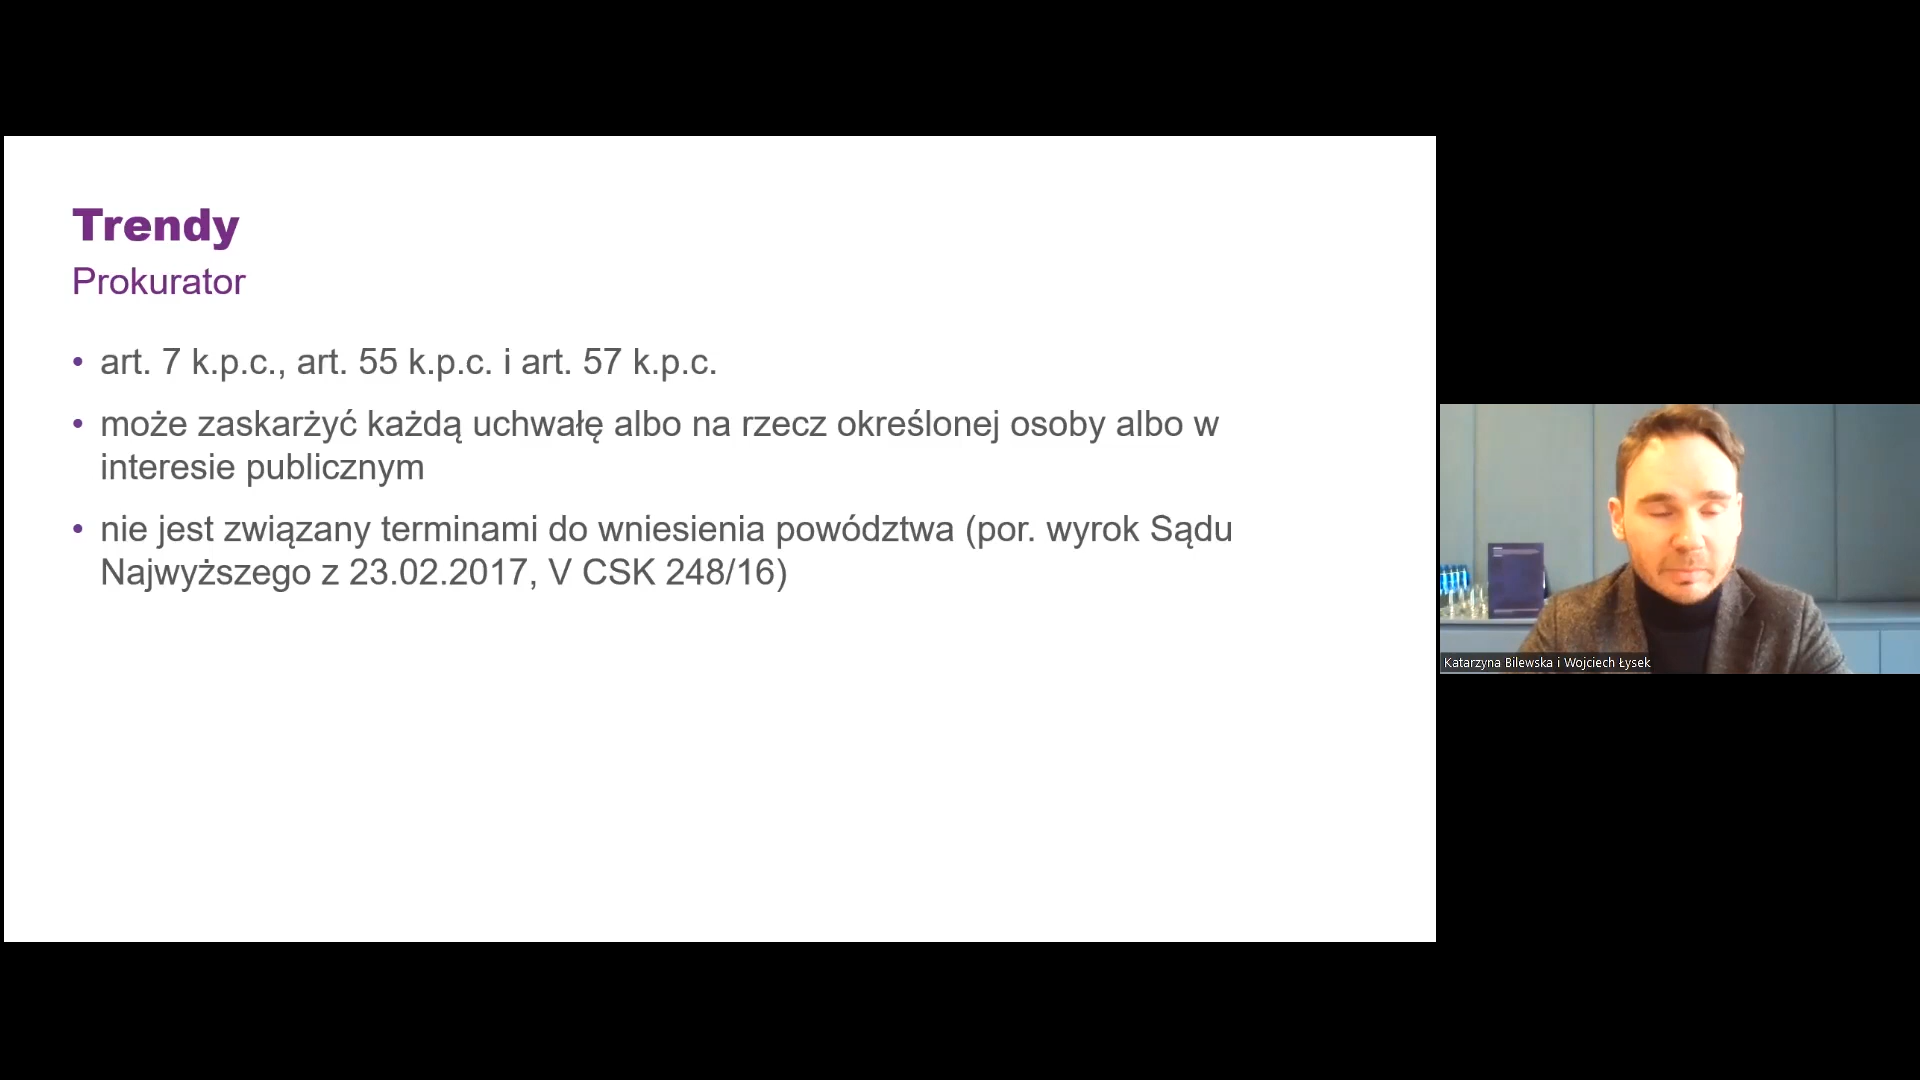 Trendy
Prokurator
• art. 7 k.p.c., art. 55 k.p.c. i art. 57 k.p.c.
• może zaskarżyć każdą uchwałę albo na rzecz określonej osoby albo w
interesie publicznym
• nie jest związany terminami do wniesienia powództwa (por. wyrok Sądu
Najwyższego z 23.02.2017, V CSK 248/16)
Katarzyna Bilewska i Wojciech Łysek